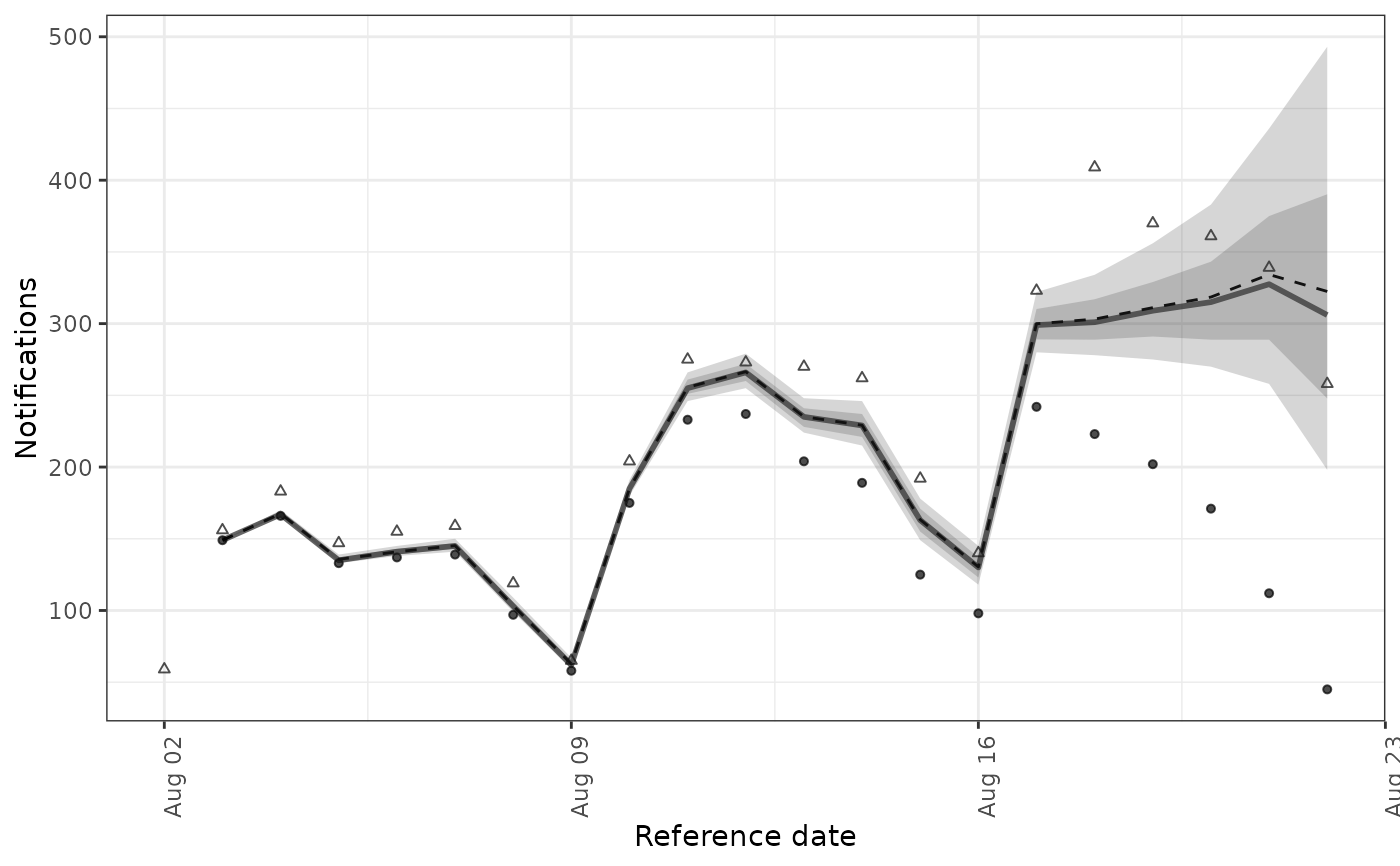 500
400
300
200
100
Notifications
Aug 02
Aug 09
Aug 16
Aug 23
Reference date